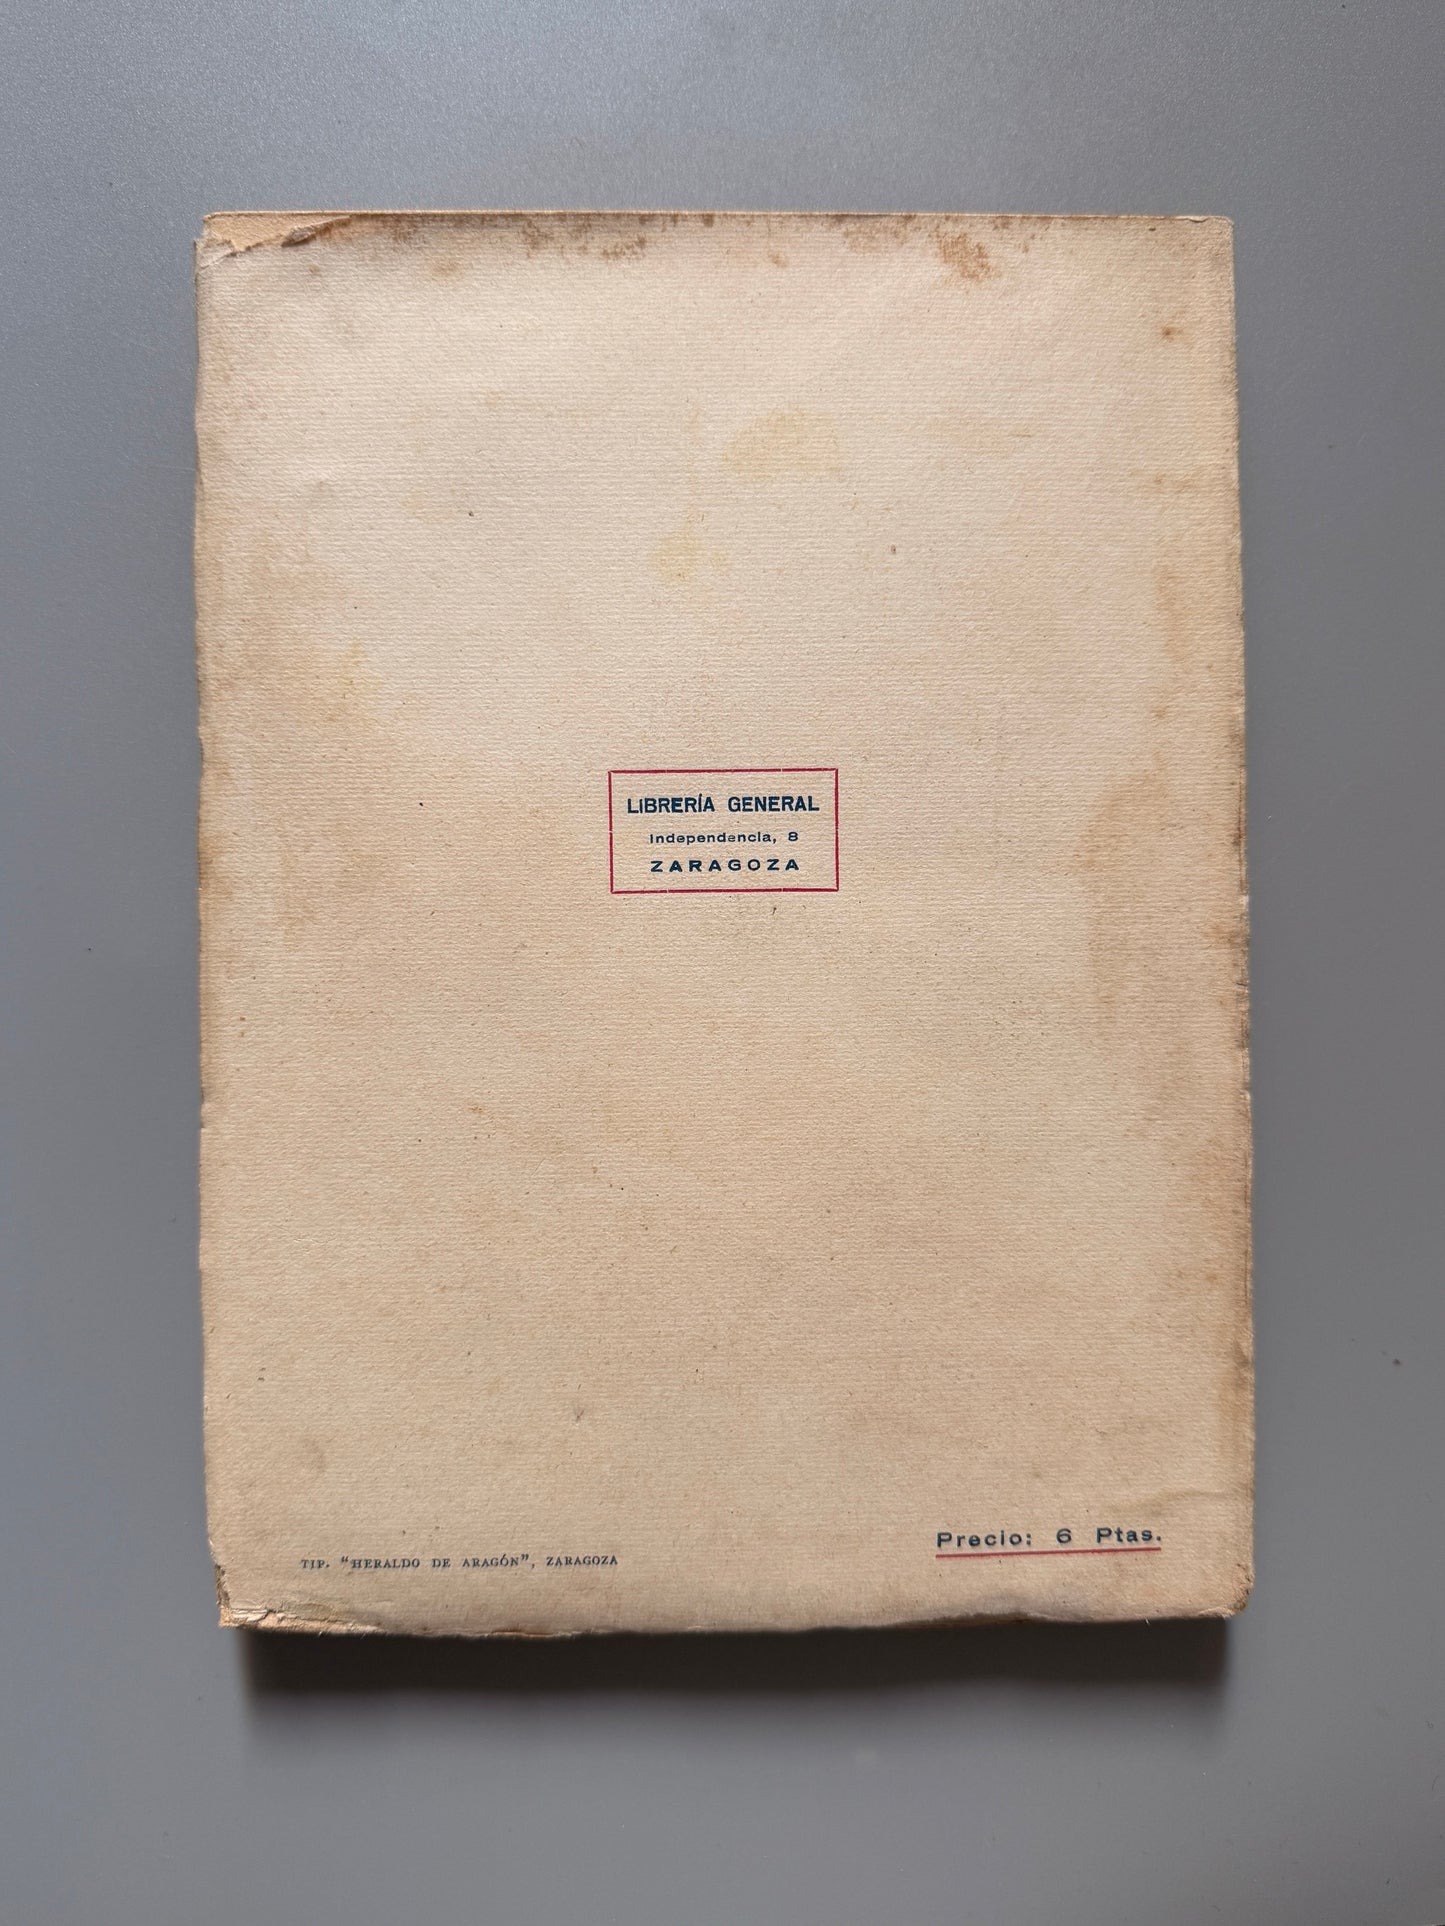 LIBRERÍA GENERAL
Independencia, 8
ZARAGOZA
Precio: 6 Ptas.
TIP. "HERALDO DE ARAGÓN", ZARAGOZA